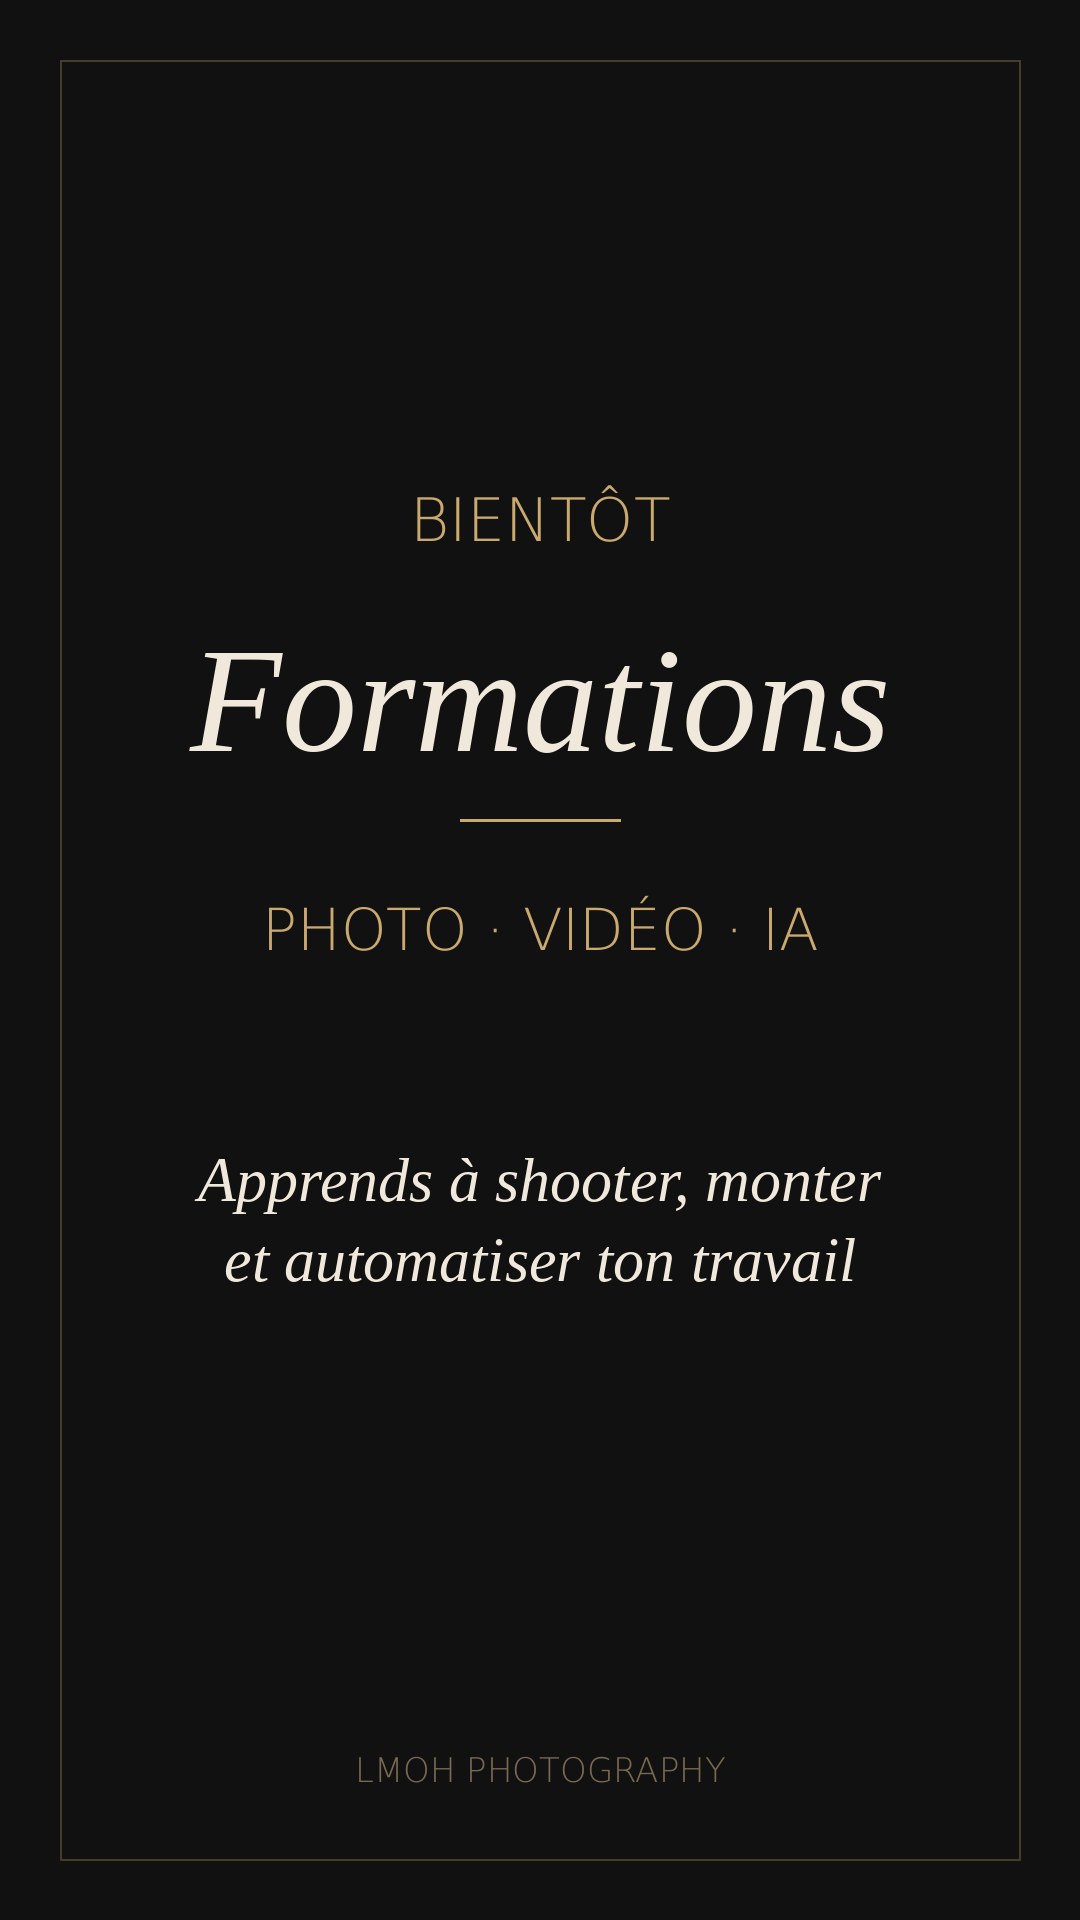 BIENTÔT
Formations
PHOTO · VIDÉO · IA
Apprends à shooter, monter
et automatiser ton travail
LMOH PHOTOGRAPHY